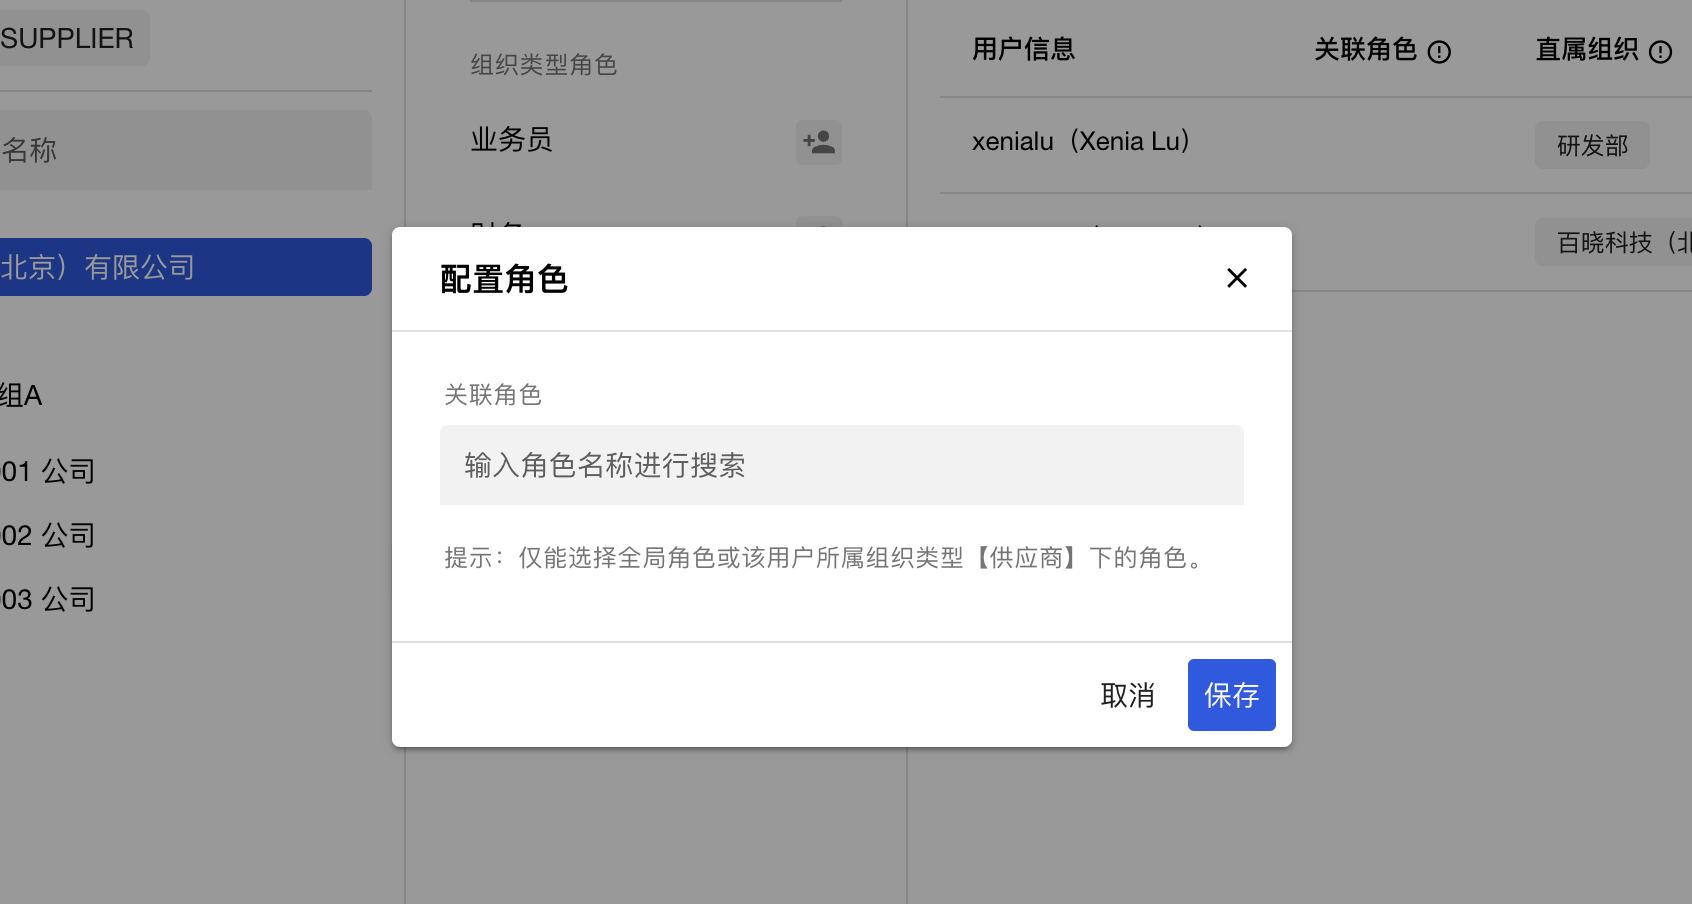 SUPPLIER
名称
北京）有限公司
组A
01 公司
02 公司
03 公司
组织类型角色
业务员
用户信息 关联角色 直属组织
xenialu（Xenia Lu） 研发部
百晓科技（北
配置角色
关联角色
输入角色名称进行搜索
提示：仅能选择全局角色或该用户所属组织类型【供应商】下的角色。
取消 保存